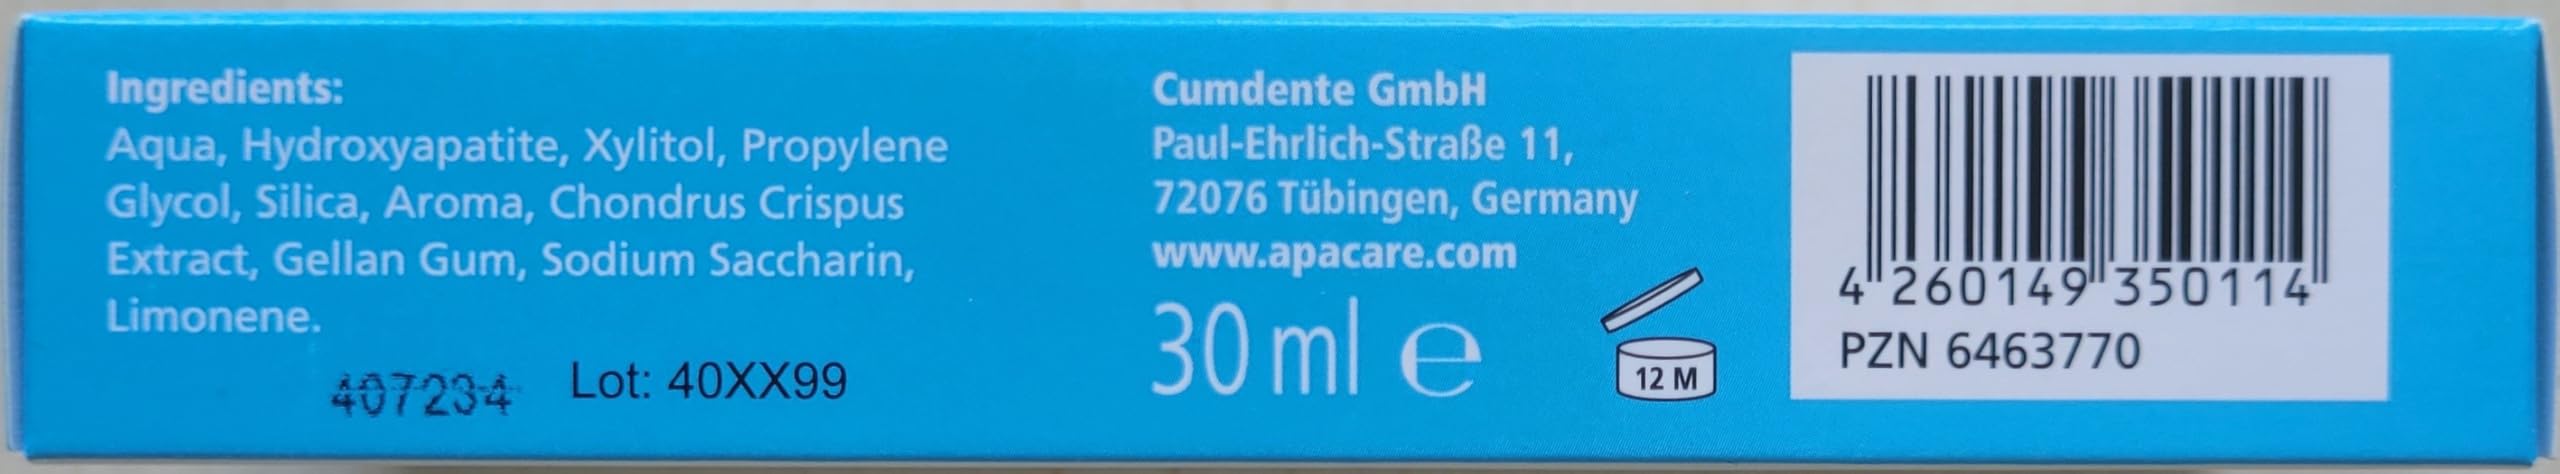 Ingredients:
Aqua, Hydroxyapatite, Xylitol, Propylene
Glycol, Silica, Aroma, Chondrus Crispus
Extract, Gellan Gum, Sodium Saccharin,
Limonene.
407234
Lot: 40XX99
Cumdente GmbH
Paul-Ehrlich-Straße 11,
72076 Tübingen, Germany
www.apacare.com
30 ml ℮
12 M
4 260149 350114
PZN 6463770